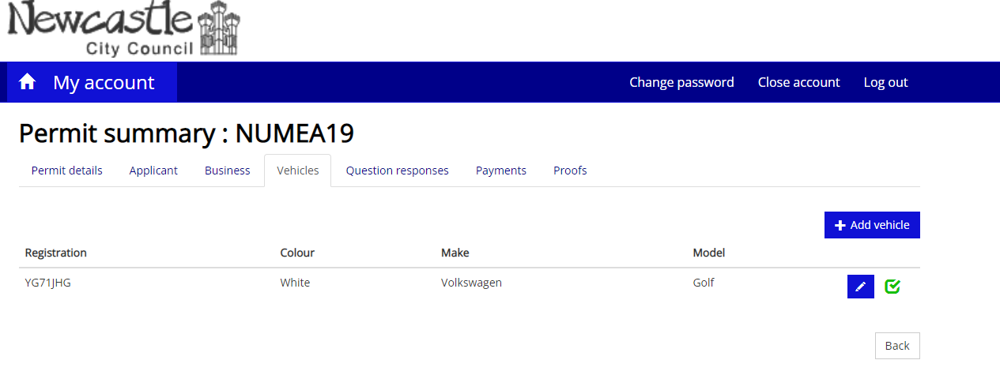 Newcastle
City Council
My account Change password Close account Log out
Permit summary : NUMEA19
Permit details Applicant Business Vehicles Question responses Payments Proofs
Add vehicle
Registration Colour Make Model
YG71JHG White Volkswagen Golf
Back